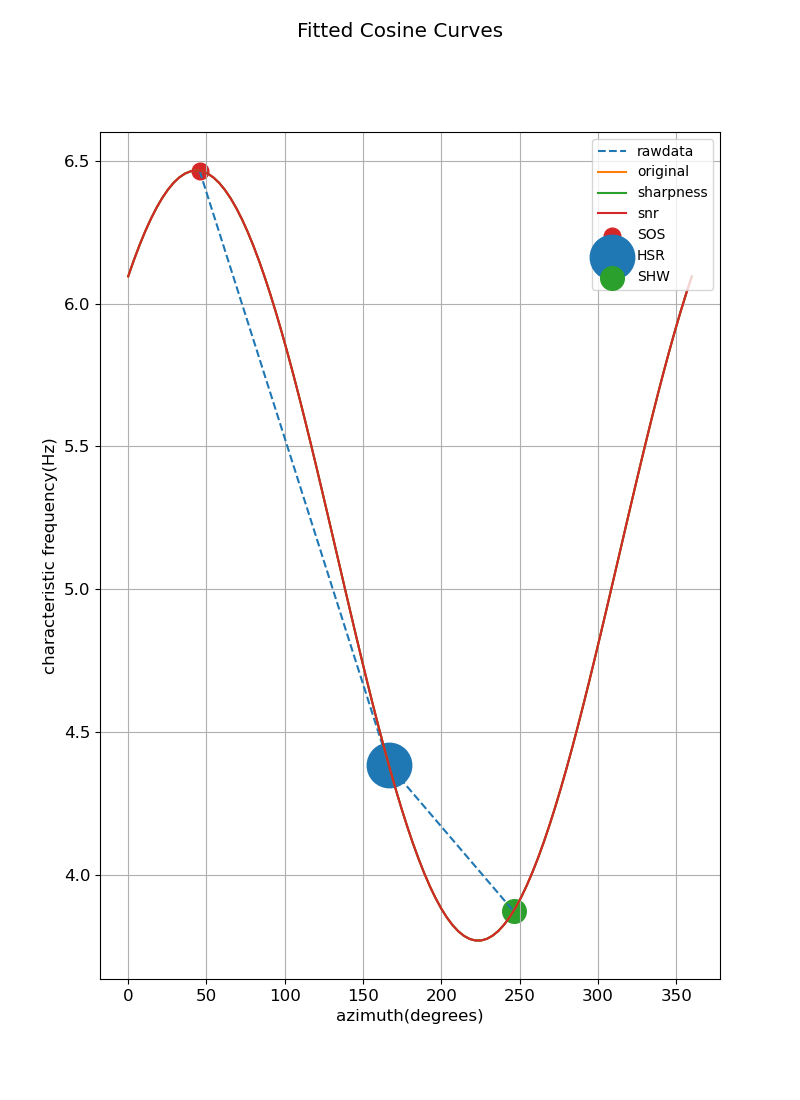 Fitted Cosine Curves
rawdata
original
sharpness
snr
SOS
HSR
SHW
6.5
6.0
5.5
5.0
4.5
4.0
characteristic frequency(Hz)
0 50 100 150 200 250 300 350
azimuth(degrees)